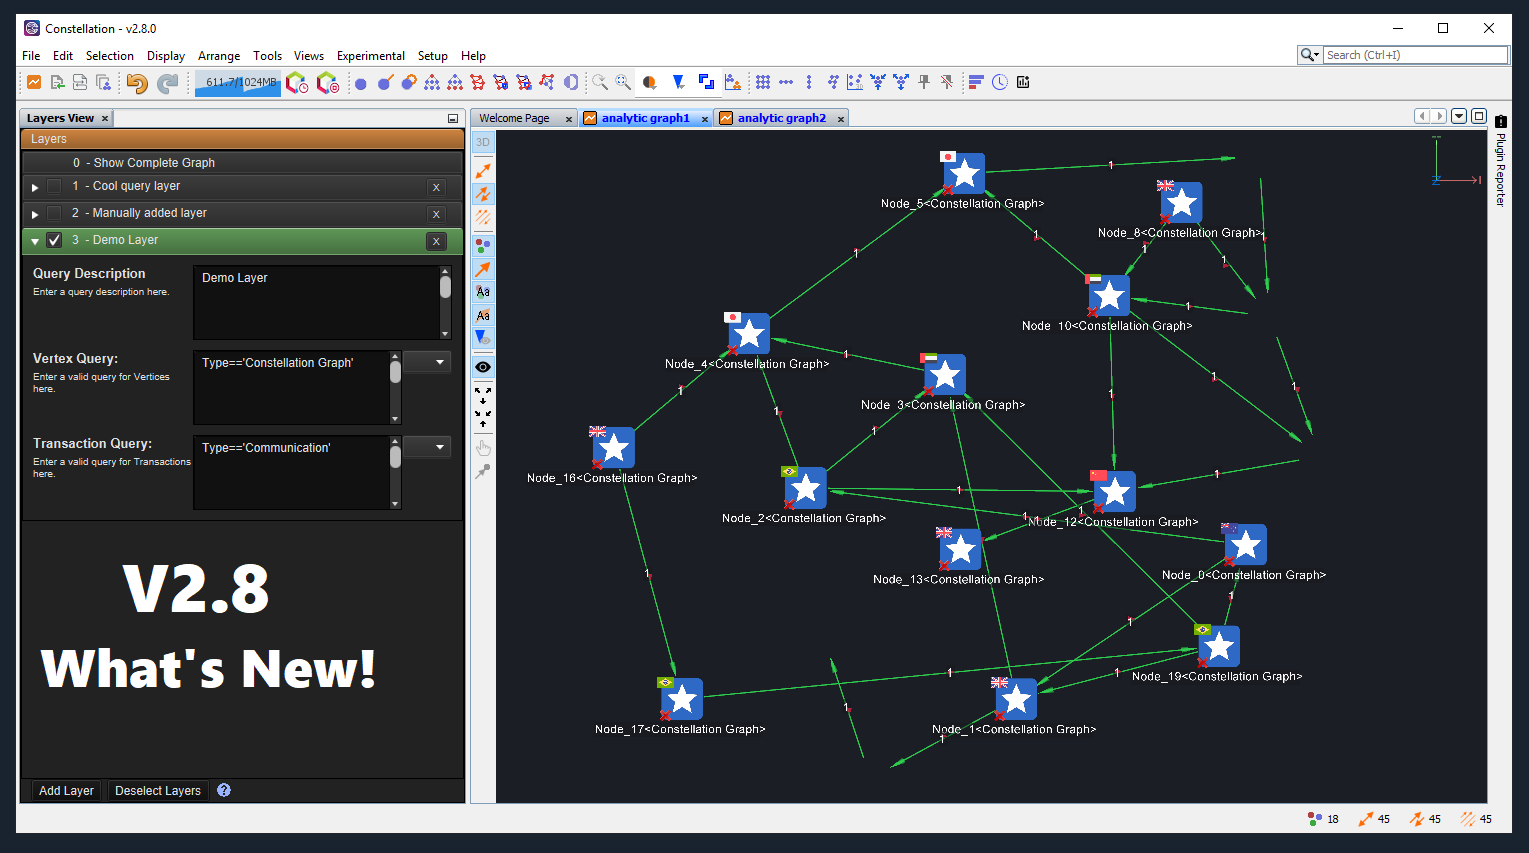 Constellation - v2.8.0
File Edit Selection Display Arrange Tools Views Experimental Setup Help
Search (Ctrl+I)
611.7/1024MB
Layers View
Welcome Page
analytic graph1
analytic graph2
Layers
0 - Show Complete Graph
1 - Cool query layer X
2 - Manually added layer X
3 - Demo Layer X
Query Description
Enter a query description here.
Demo Layer
Vertex Query:
Enter a valid query for Vertices
here.
Type=='Constellation Graph'
Transaction Query:
Enter a valid query for Transactions
here.
Type=='Communication'
V2.8
What's New!
Add Layer
Deselect Layers
?
3D
Aa
Aa
Plugin Reporter
Node_5<Constellation Graph>
Node_8<Constellation Graph>
Node_10<Constellation Graph>
Node_4<Constellation Graph>
Node_3<Constellation Graph>
Node_16<Constellation Graph>
Node_2<Constellation Graph>
Node_12<Constellation Graph>
Node_13<Constellation Graph>
Node_0<Constellation Graph>
Node_19<Constellation Graph>
Node_17<Constellation Graph>
Node_1<Constellation Graph>
18 45 45 45